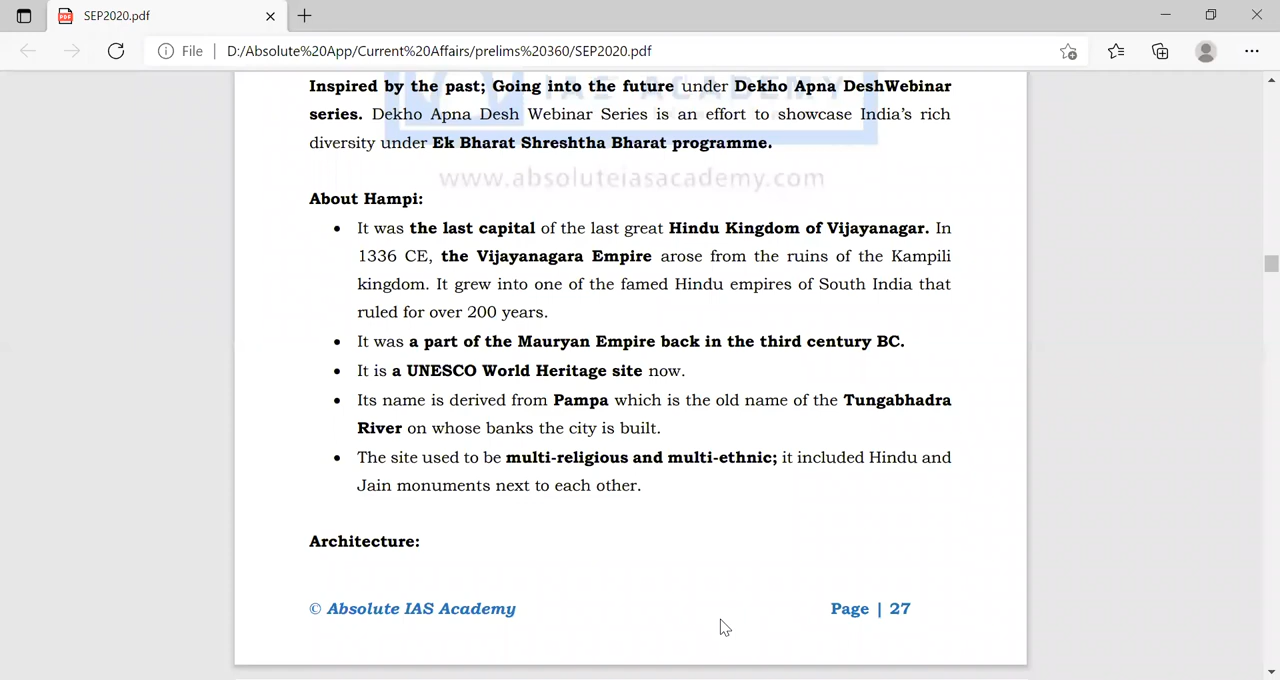 SEP2020.pdf
File
D:/Absolute%20App/Current%20Affairs/prelims%20360/SEP2020.pdf
IAS ACADEMY
Inspired by the past; Going into the future under Dekho Apna DeshWebinar
series. Dekho Apna Desh Webinar Series is an effort to showcase India’s rich
diversity under Ek Bharat Shreshtha Bharat programme.
www.absoluteiasacademy.com
About Hampi:
• It was the last capital of the last great Hindu Kingdom of Vijayanagar. In
1336 CE, the Vijayanagara Empire arose from the ruins of the Kampili
kingdom. It grew into one of the famed Hindu empires of South India that
ruled for over 200 years.
• It was a part of the Mauryan Empire back in the third century BC.
• It is a UNESCO World Heritage site now.
• Its name is derived from Pampa which is the old name of the Tungabhadra
River on whose banks the city is built.
• The site used to be multi-religious and multi-ethnic; it included Hindu and
Jain monuments next to each other.
Architecture:
© Absolute IAS Academy
Page | 27